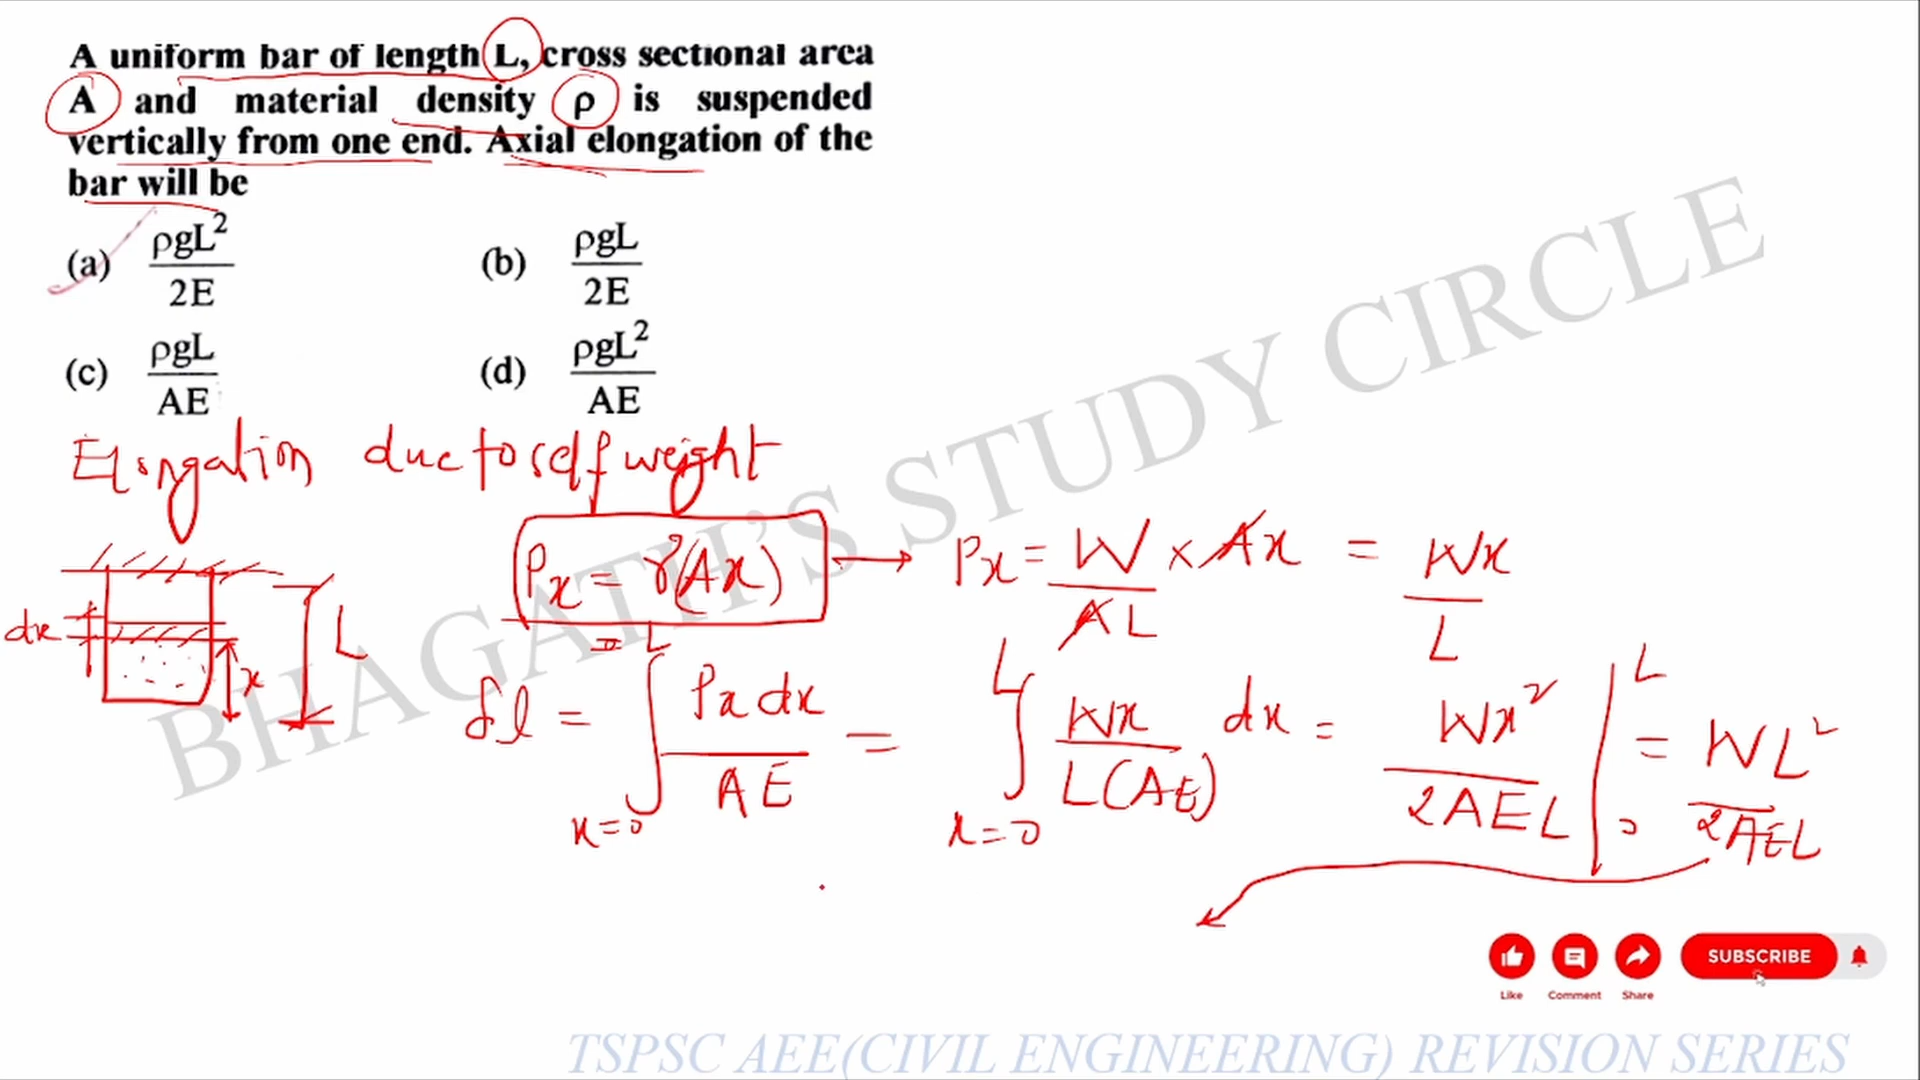 A uniform bar of length L, cross sectional area
A and material density ρ is suspended
vertically from one end. Axial elongation of the
bar will be
(a) ρgL²/2E (b) ρgL/2E
(c) ρgL/AE (d) ρgL²/AE
Elongation due to self weight
Px = γ(Ax) → Px = W/AL × Ax = Wx/L
dx x L
δl = ∫ₓ₌₀ᴸ Px dx/AE = ∫ₓ₌₀ᴸ Wx/L(AE) dx = Wx²/2AEL |₀ᴸ = WL²/2AEL
BHAGATH'S STUDY CIRCLE
SUBSCRIBE
Like Comment Share
TSPSC AEE(CIVIL ENGINEERING) REVISION SERIES